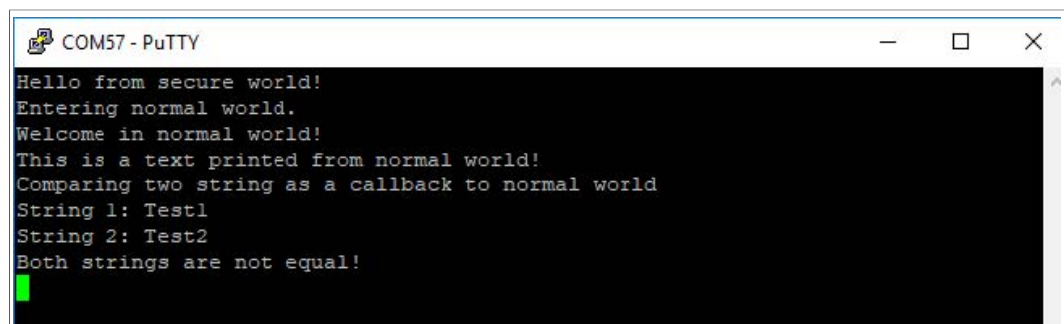 COM57 - PuTTY
Hello from secure world!
Entering normal world.
Welcome in normal world!
This is a text printed from normal world!
Comparing two string as a callback to normal world
String 1: Test1
String 2: Test2
Both strings are not equal!